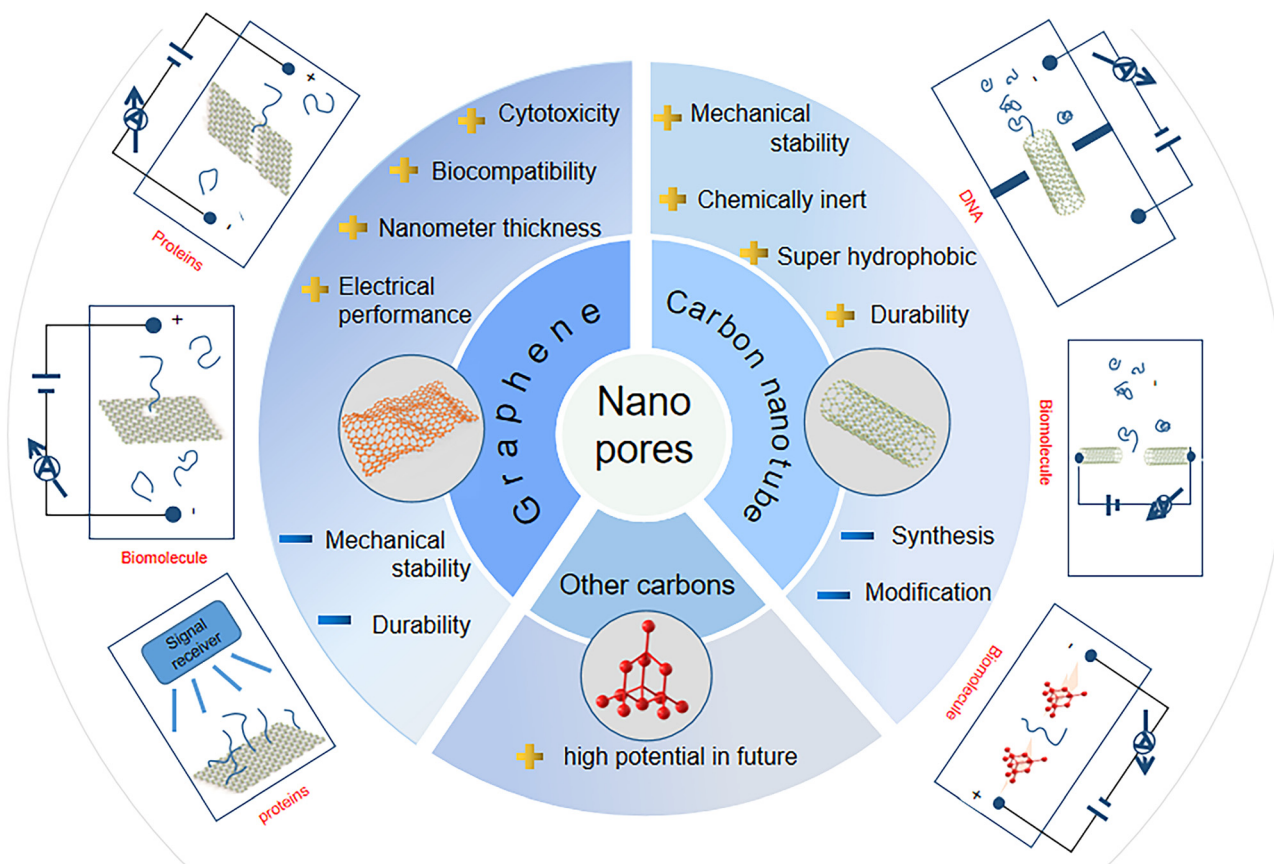 Nano
pores
Graphene
Cytotoxicity
Biocompatibility
Nanometer thickness
Electrical
performance
Mechanical
stability
Durability
Carbon nanotube
Mechanical
stability
Chemically inert
Super hydrophobic
Durability
Synthesis
Modification
Other carbons
high potential in future
A
+
-
Proteins
A
+
-
Biomolecule
Signal
receiver
proteins
A
-
DNA
A
-
Biomolecule
A
-
+
Biomolecule